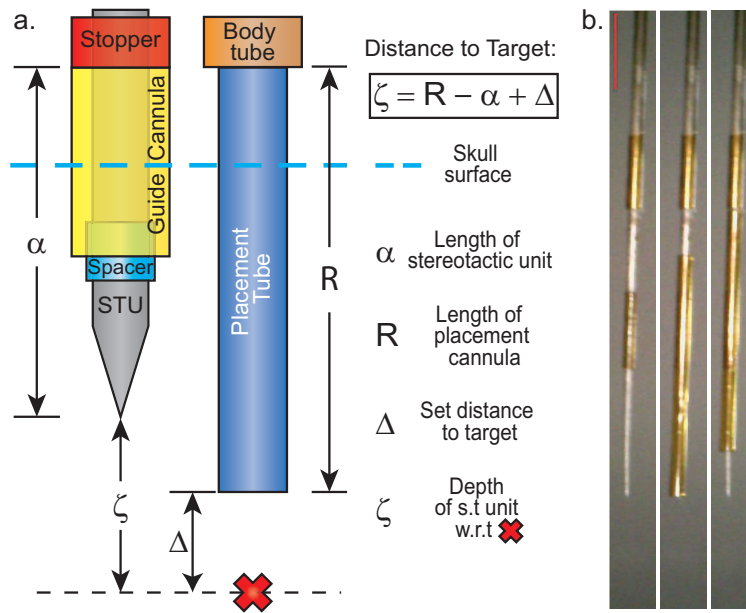 a.
Stopper
Guide Cannula
Spacer
STU
α
ζ
Body
tube
Placement
Tube
R
Δ
Distance to Target:
ζ = R − α + Δ
Skull
surface
α
Length of
stereotactic unit
R
Length of
placement
cannula
Δ
Set distance
to target
ζ
Depth
of s.t unit
w.r.t
b.